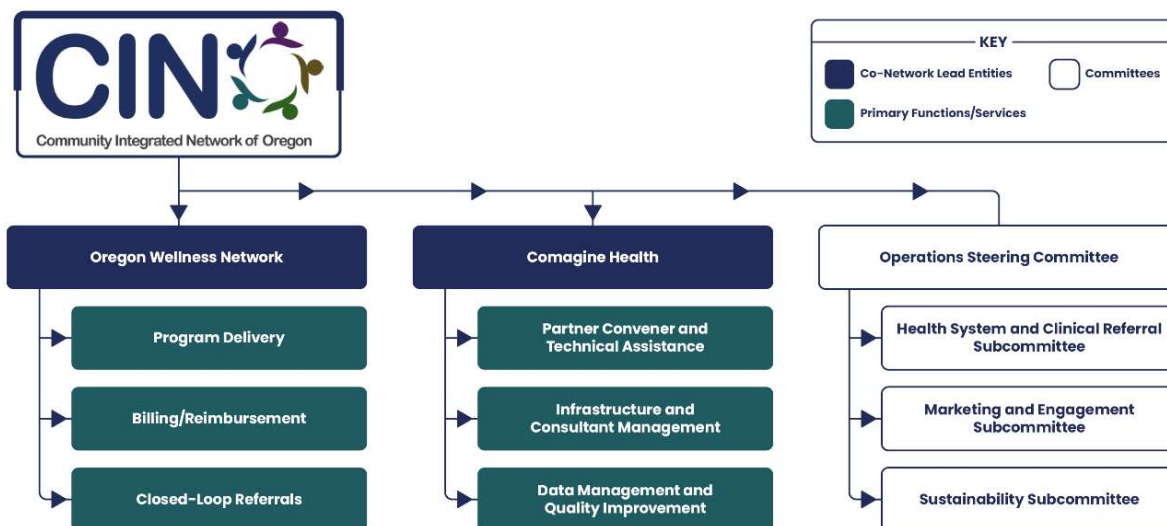 CINO
Community Integrated Network of Oregon
KEY
Co-Network Lead Entities
Committees
Primary Functions/Services
Oregon Wellness Network
Comagine Health
Operations Steering Committee
Program Delivery
Partner Convener and
Technical Assistance
Health System and Clinical Referral
Subcommittee
Billing/Reimbursement
Infrastructure and
Consultant Management
Marketing and Engagement
Subcommittee
Closed-Loop Referrals
Data Management and
Quality Improvement
Sustainability Subcommittee